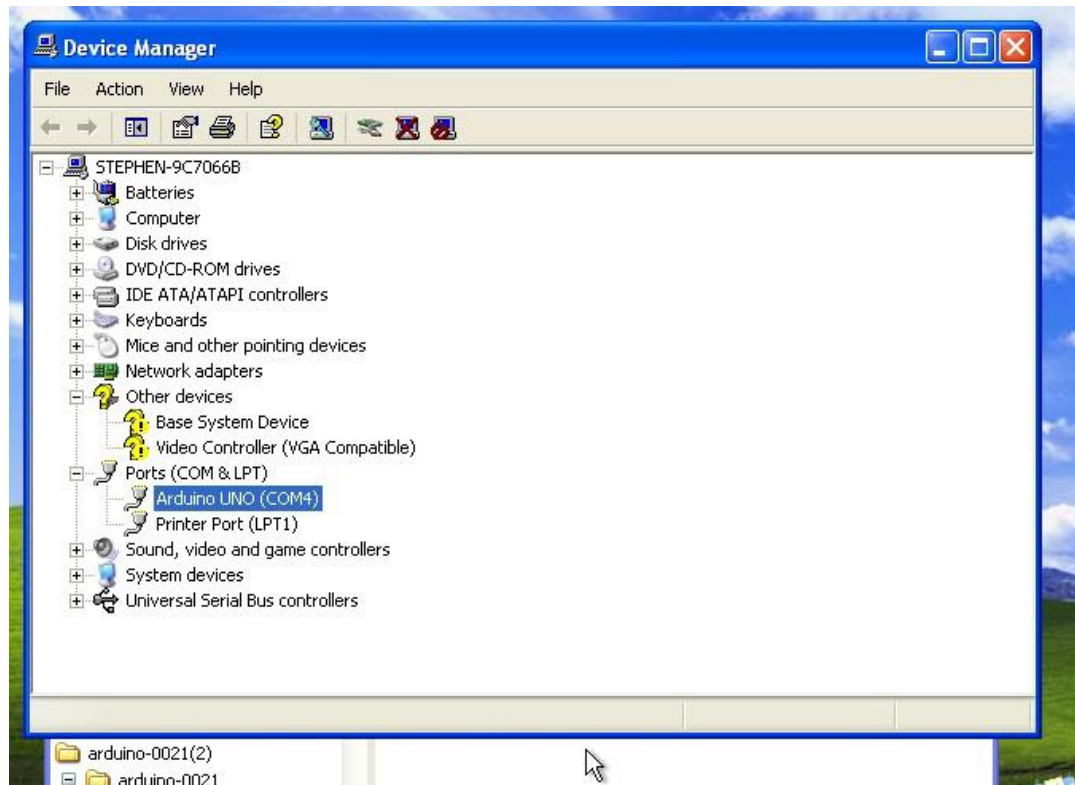 Device Manager
File Action View Help
STEPHEN-9C7066B
Batteries
Computer
Disk drives
DVD/CD-ROM drives
IDE ATA/ATAPI controllers
Keyboards
Mice and other pointing devices
Network adapters
Other devices
Base System Device
Video Controller (VGA Compatible)
Ports (COM & LPT)
Arduino UNO (COM4)
Printer Port (LPT1)
Sound, video and game controllers
System devices
Universal Serial Bus controllers
arduino-0021(2)
arduino-0021